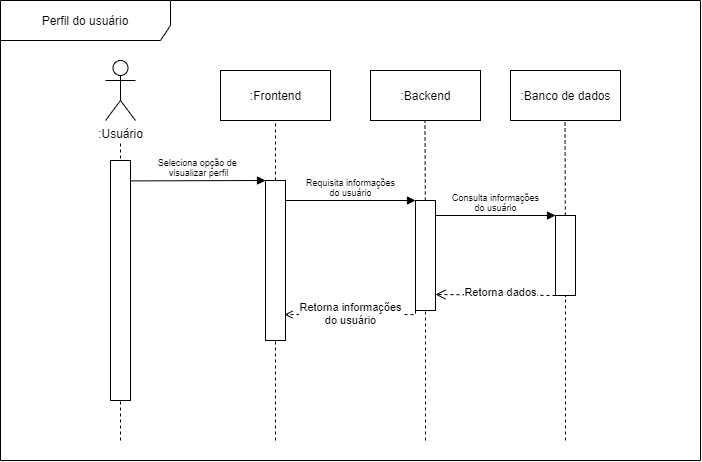 Perfil do usuário
:Usuário
:Frontend
:Backend
:Banco de dados
Seleciona opção de
visualizar perfil
Requisita informações
do usuário
Consulta informações
do usuário
Retorna dados
Retorna informações
do usuário